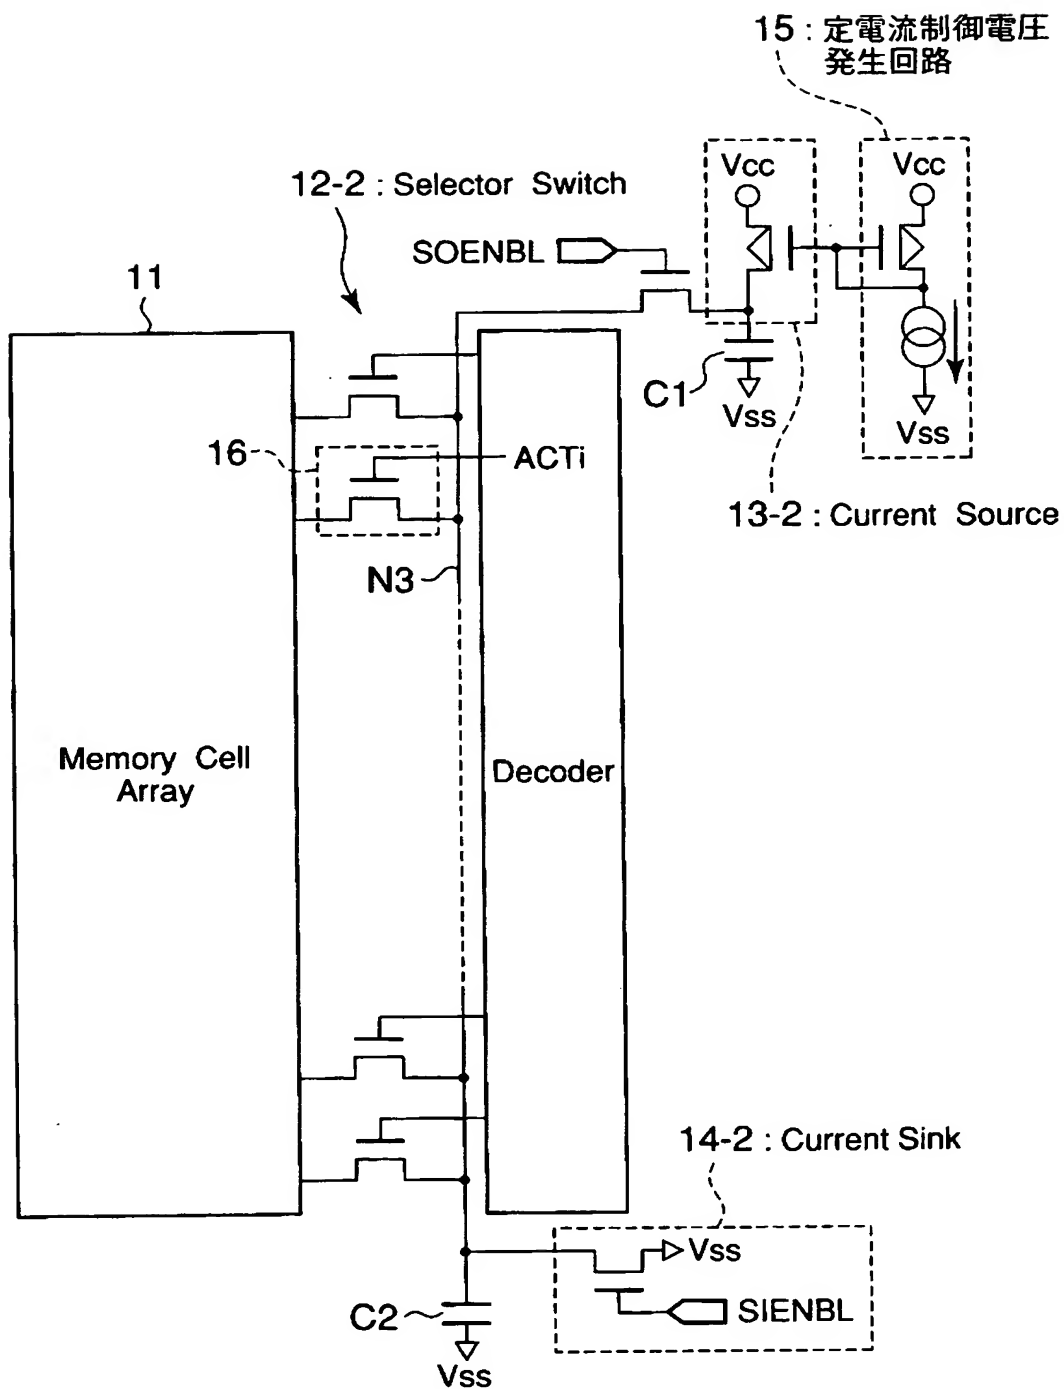 15 : 定電流制御電圧
発生回路
Vcc
Vcc
12-2 : Selector Switch
SOENBL
11
C1
Vss
Vss
16
ACTi
13-2 : Current Source
N3
Memory Cell
Array
Decoder
14-2 : Current Sink
Vss
C2
SIENBL
Vss